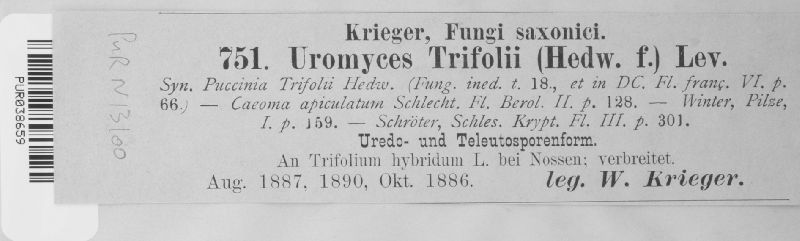 Krieger, Fungi saxonici.
751. Uromyces Trifolii (Hedw. f.) Lev.
Syn. Puccinia Trifolii Hedw. (Fung. ined. t. 18., et in DC. Fl. franç. VI. p.
66.) — Caeoma apiculatum Schlecht. Fl. Berol. II. p. 128. — Winter, Pilze,
I. p. 159. — Schröter, Schles. Krypt. Fl. III. p. 301.
Uredo- und Teleutosporenform.
An Trifolium hybridum L. bei Nossen; verbreitet.
Aug. 1887, 1890, Okt. 1886. leg. W. Krieger.
PUR038659
PUR N13100